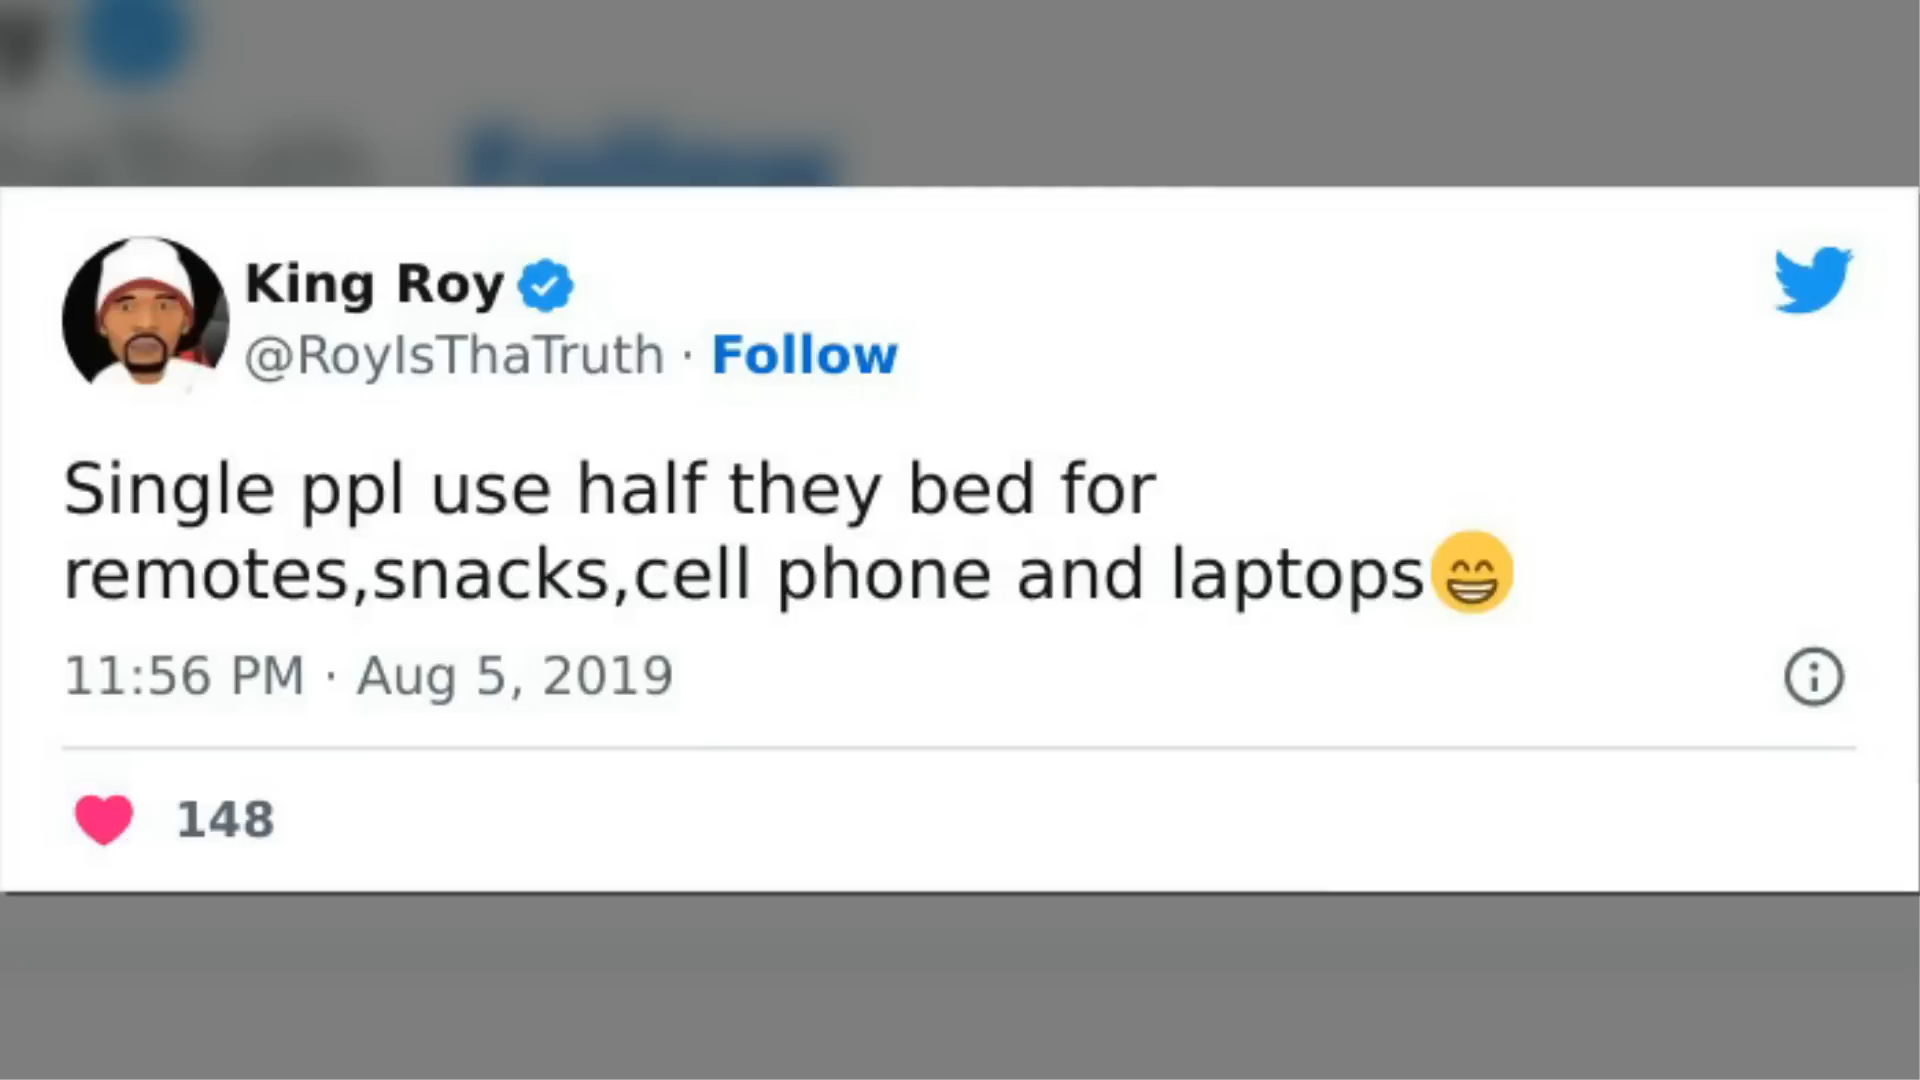 King Roy
@RoyIsThaTruth · Follow
Single ppl use half they bed for
remotes,snacks,cell phone and laptops😁
11:56 PM · Aug 5, 2019
148